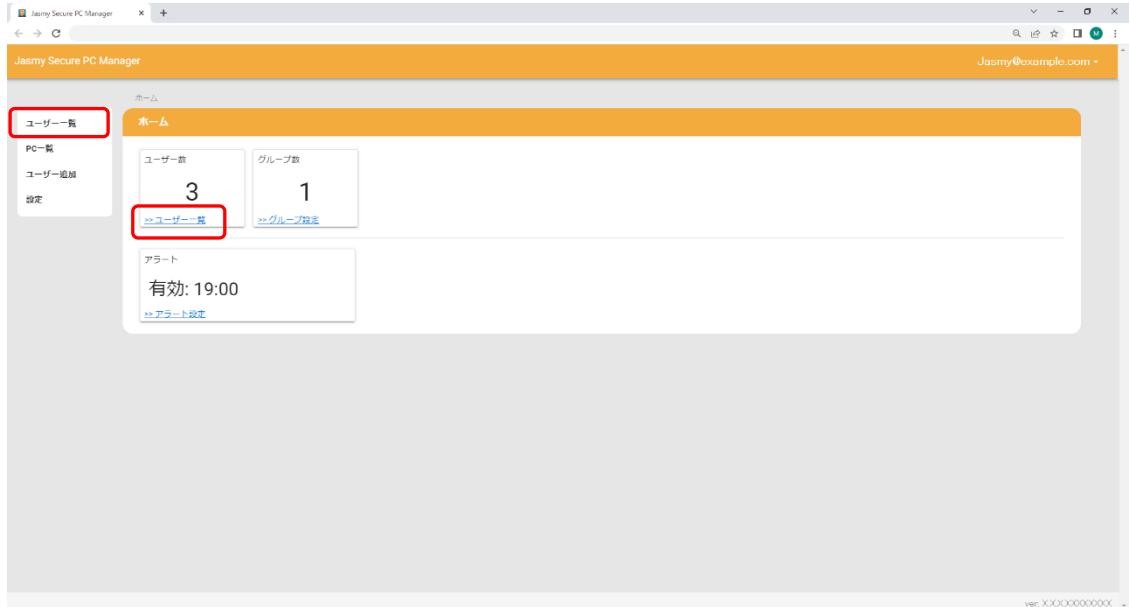 Jasmy Secure PC Manager
M
Jasmy Secure PC Manager
Jasmy@example.com
ホーム
ユーザー一覧
PC一覧
ユーザー追加
設定
ホーム
ユーザー数
3
>> ユーザー一覧
グループ数
1
>> グループ設定
アラート
有効: 19:00
>> アラート設定
ver. X.XXXXXXXXXX